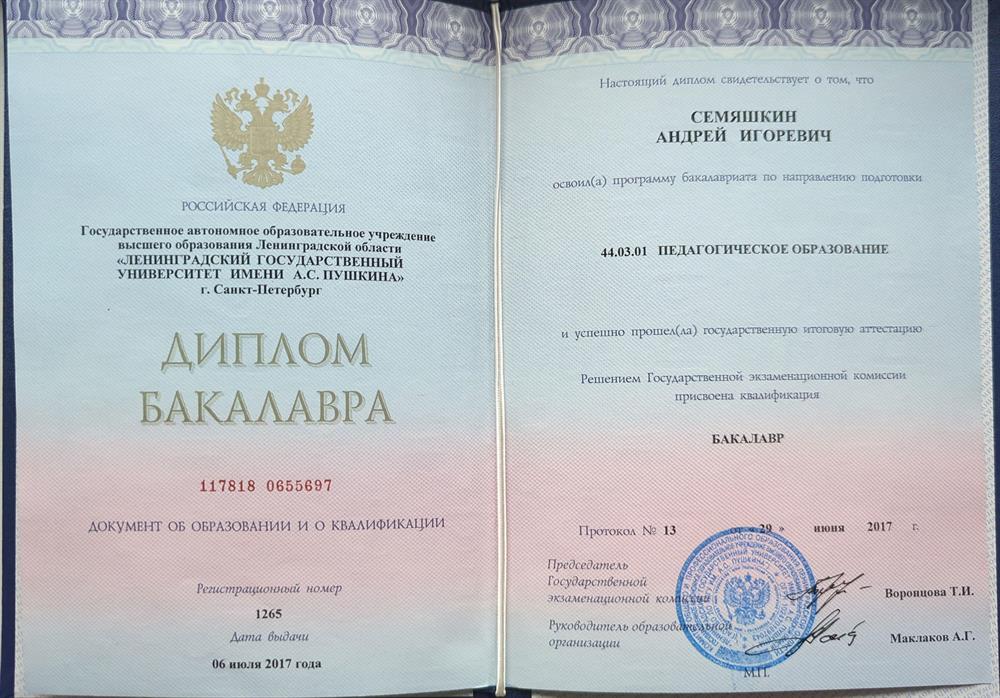 РОССИЙСКАЯ ФЕДЕРАЦИЯ
Государственное автономное образовательное учреждение
высшего образования Ленинградской области
«ЛЕНИНГРАДСКИЙ ГОСУДАРСТВЕННЫЙ
УНИВЕРСИТЕТ ИМЕНИ А.С. ПУШКИНА»
г. Санкт-Петербург
ДИПЛОМ
БАКАЛАВРА
117818 0655697
ДОКУМЕНТ ОБ ОБРАЗОВАНИИ И О КВАЛИФИКАЦИИ
Регистрационный номер
1265
Дата выдачи
06 июля 2017 года
Настоящий диплом свидетельствует о том, что
СЕМЯШКИН
АНДРЕЙ ИГОРЕВИЧ
освоил(а) программу бакалавриата по направлению подготовки
44.03.01 ПЕДАГОГИЧЕСКОЕ ОБРАЗОВАНИЕ
и успешно прошел(ла) государственную итоговую аттестацию
Решением Государственной экзаменационной комиссии
присвоена квалификация
БАКАЛАВР
Протокол № 13 от « 29 » июня 2017 г.
Председатель
Государственной
экзаменационной комиссии Воронцова Т.И.
Руководитель образовательной
организации Маклаков А.Г.
М.П.